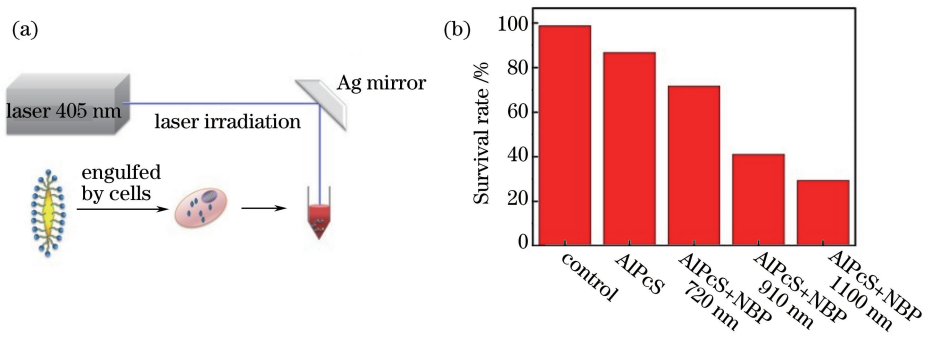 (a)
laser 405 nm
laser irradiation
Ag mirror
engulfed
by cells
(b)
Survival rate /%
100
80
60
40
20
0
control
AlPcS
AlPcS+NBP
720 nm
AlPcS+NBP
910 nm
AlPcS+NBP
1100 nm